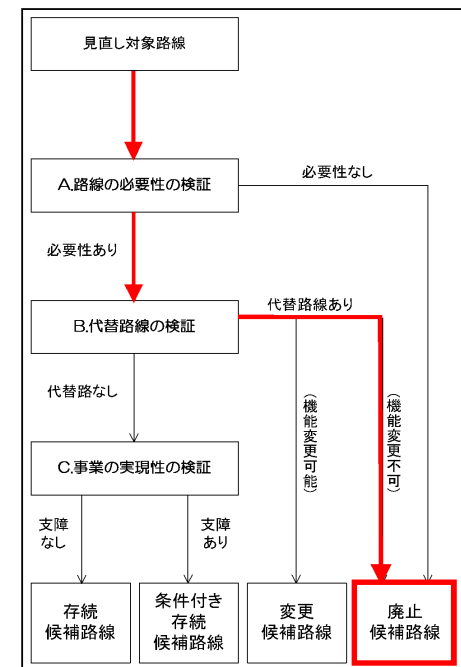 見直し対象路線
必要性なし
A.路線の必要性の検証
必要性あり
代替路線あり
B.代替路線の検証
代替路なし
(機能変更可能)
(機能変更不可)
C.事業の実現性の検証
支障
なし
支障
あり
存続
候補路線
条件付き
存続
候補路線
変更
候補路線
廃止
候補路線